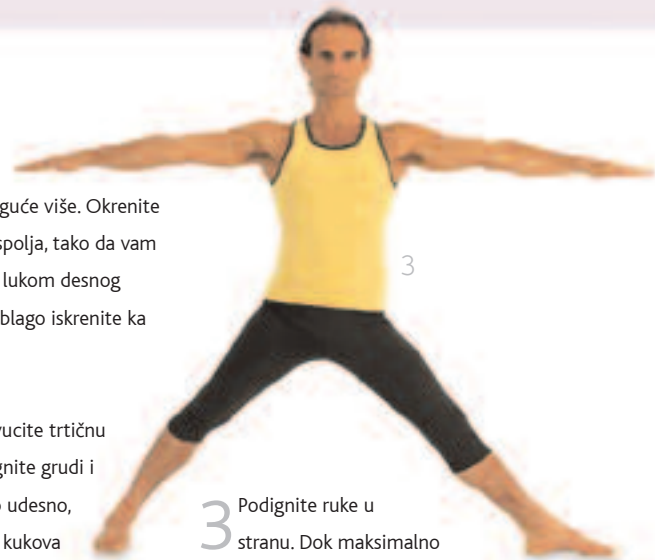 guće više. Okrenite
spolja, tako da vam
lukom desnog
blago iskrenite ka
vucite trtičnu
gnite grudi i
o udesno,
kukova
3
3 Podignite ruke u
stranu. Dok maksimalno